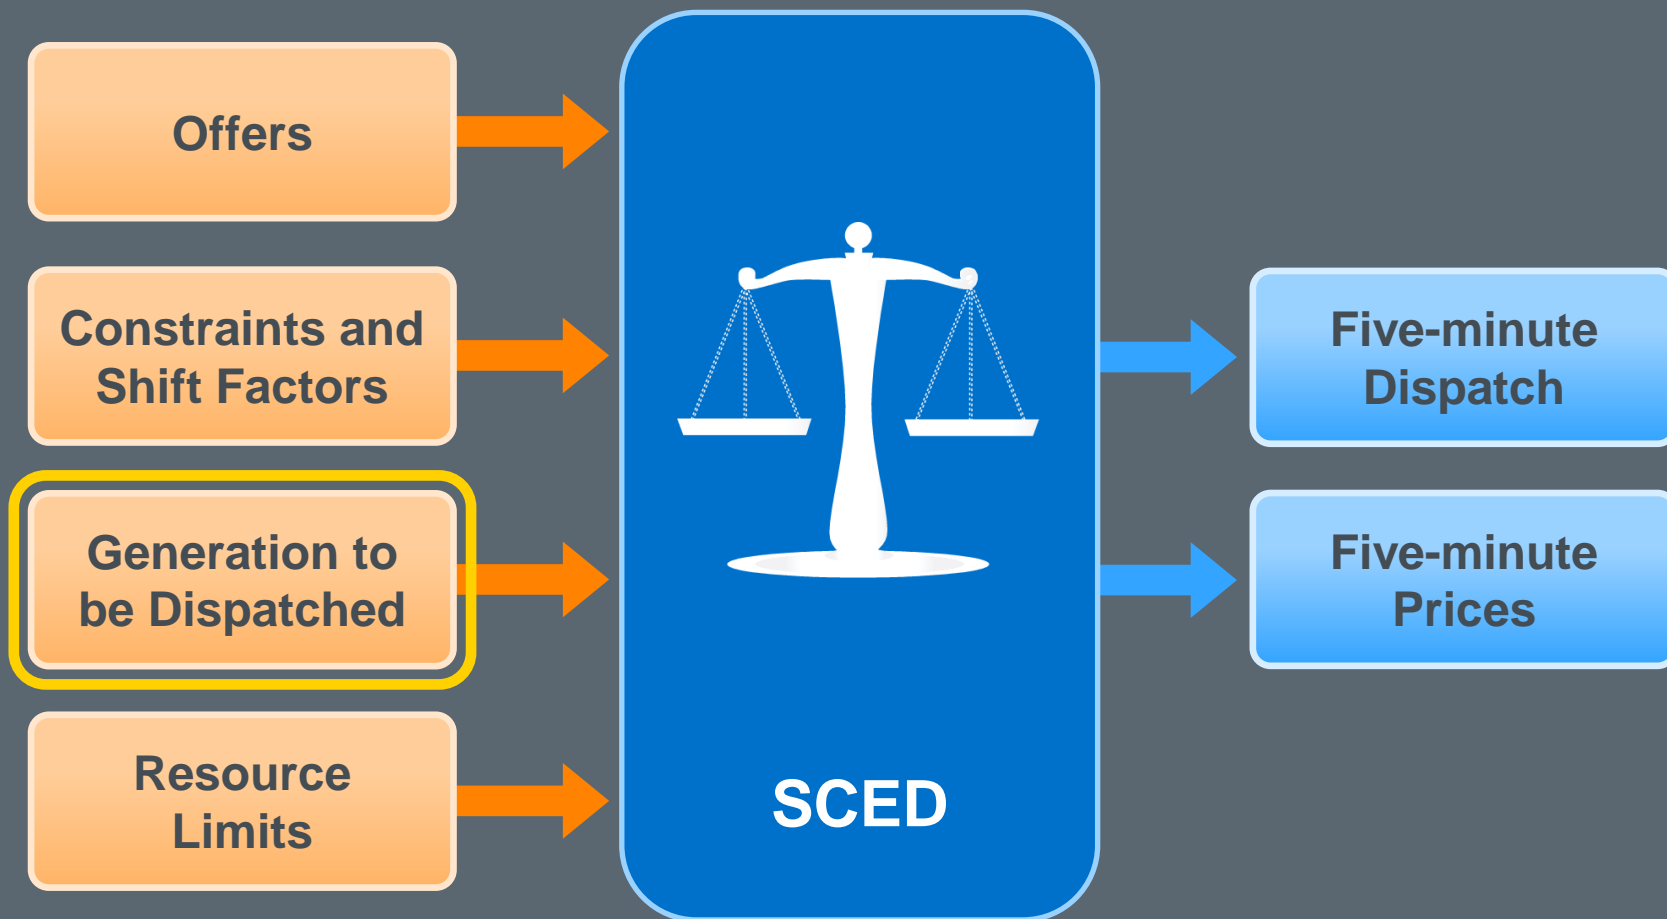 Offers
Constraints and
Shift Factors
Generation to
be Dispatched
Resource
Limits
SCED
Five-minute
Dispatch
Five-minute
Prices